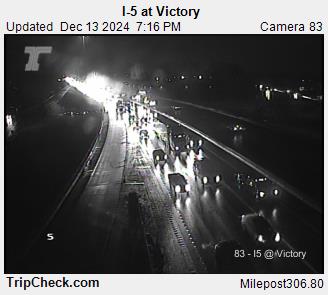 I-5 at Victory
Updated Dec 13 2024 7:16 PM Camera 83
T
S
83 - I5 @ Victory
TripCheck.com Milepost306.80